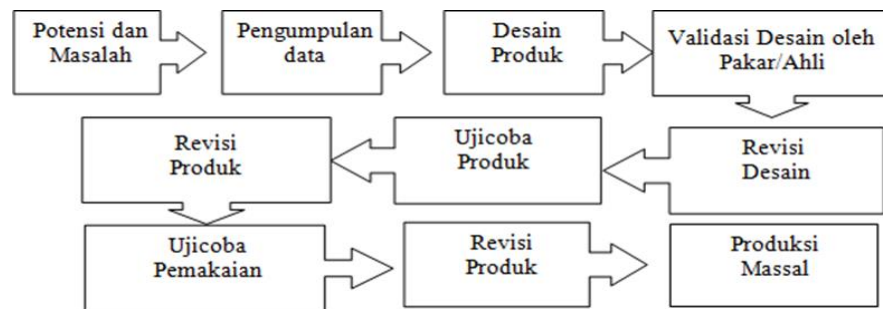 Potensi dan
Masalah
Pengumpulan
data
Desain
Produk
Validasi Desain oleh
Pakar/Ahli
Revisi
Desain
Ujicoba
Produk
Revisi
Produk
Ujicoba
Pemakaian
Revisi
Produk
Produksi
Massal